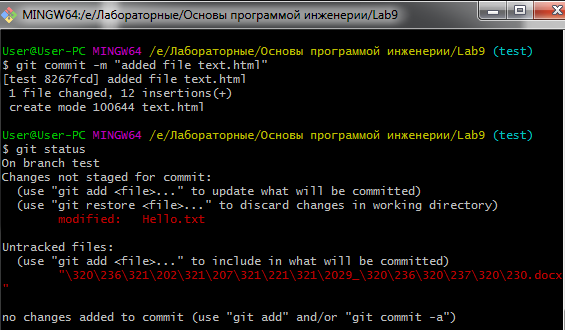 MINGW64:/e/Лабораторные/Основы программой инженерии/Lab9
User@User-PC MINGW64 /e/Лабораторные/Основы программой инженерии/Lab9 (test)
$ git commit -m "added file text.html"
[test 8267fcd] added file text.html
 1 file changed, 12 insertions(+)
 create mode 100644 text.html
User@User-PC MINGW64 /e/Лабораторные/Основы программой инженерии/Lab9 (test)
$ git status
On branch test
Changes not staged for commit:
  (use "git add <file>..." to update what will be committed)
  (use "git restore <file>..." to discard changes in working directory)
        modified:   Hello.txt
Untracked files:
  (use "git add <file>..." to include in what will be committed)
        "\320\236\321\202\321\207\321\221\321\2029_\320\236\320\237\320\230.docx
"
no changes added to commit (use "git add" and/or "git commit -a")